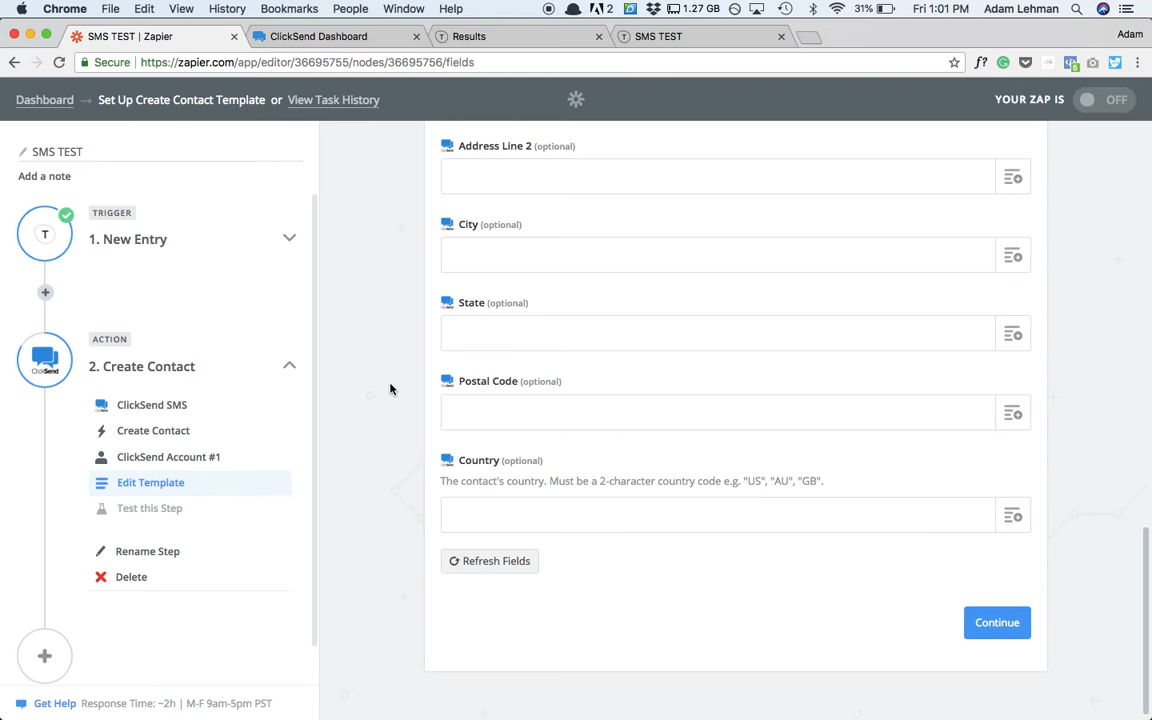 Chrome File Edit View History Bookmarks People Window Help 2 1.27 GB 31% Fri 1:01 PM Adam Lehman
SMS TEST | Zapier ClickSend Dashboard Results SMS TEST Adam
Secure https://zapier.com/app/editor/36695755/nodes/36695756/fields
Dashboard → Set Up Create Contact Template or View Task History YOUR ZAP IS OFF
SMS TEST
Add a note
TRIGGER
T
1. New Entry
ACTION
ClickSend
2. Create Contact
ClickSend SMS
Create Contact
ClickSend Account #1
Edit Template
Test this Step
Rename Step
Delete
Get Help Response Time: ~2h | M-F 9am-5pm PST
Address Line 2 (optional)
City (optional)
State (optional)
Postal Code (optional)
Country (optional)
The contact's country. Must be a 2-character country code e.g. "US", "AU", "GB".
Refresh Fields
Continue